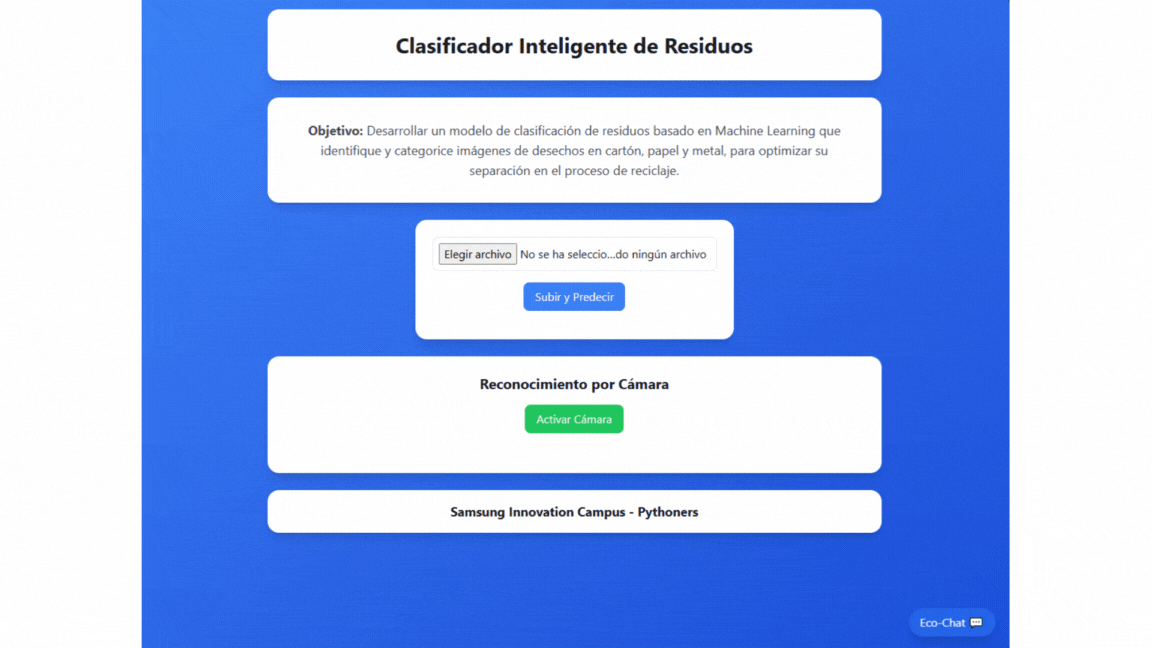 Clasificador Inteligente de Residuos
Objetivo: Desarrollar un modelo de clasificación de residuos basado en Machine Learning que
identifique y categorice imágenes de desechos en cartón, papel y metal, para optimizar su
separación en el proceso de reciclaje.
Elegir archivo No se ha seleccio...do ningún archivo
Subir y Predecir
Reconocimiento por Cámara
Activar Cámara
Samsung Innovation Campus - Pythoners
Eco-Chat